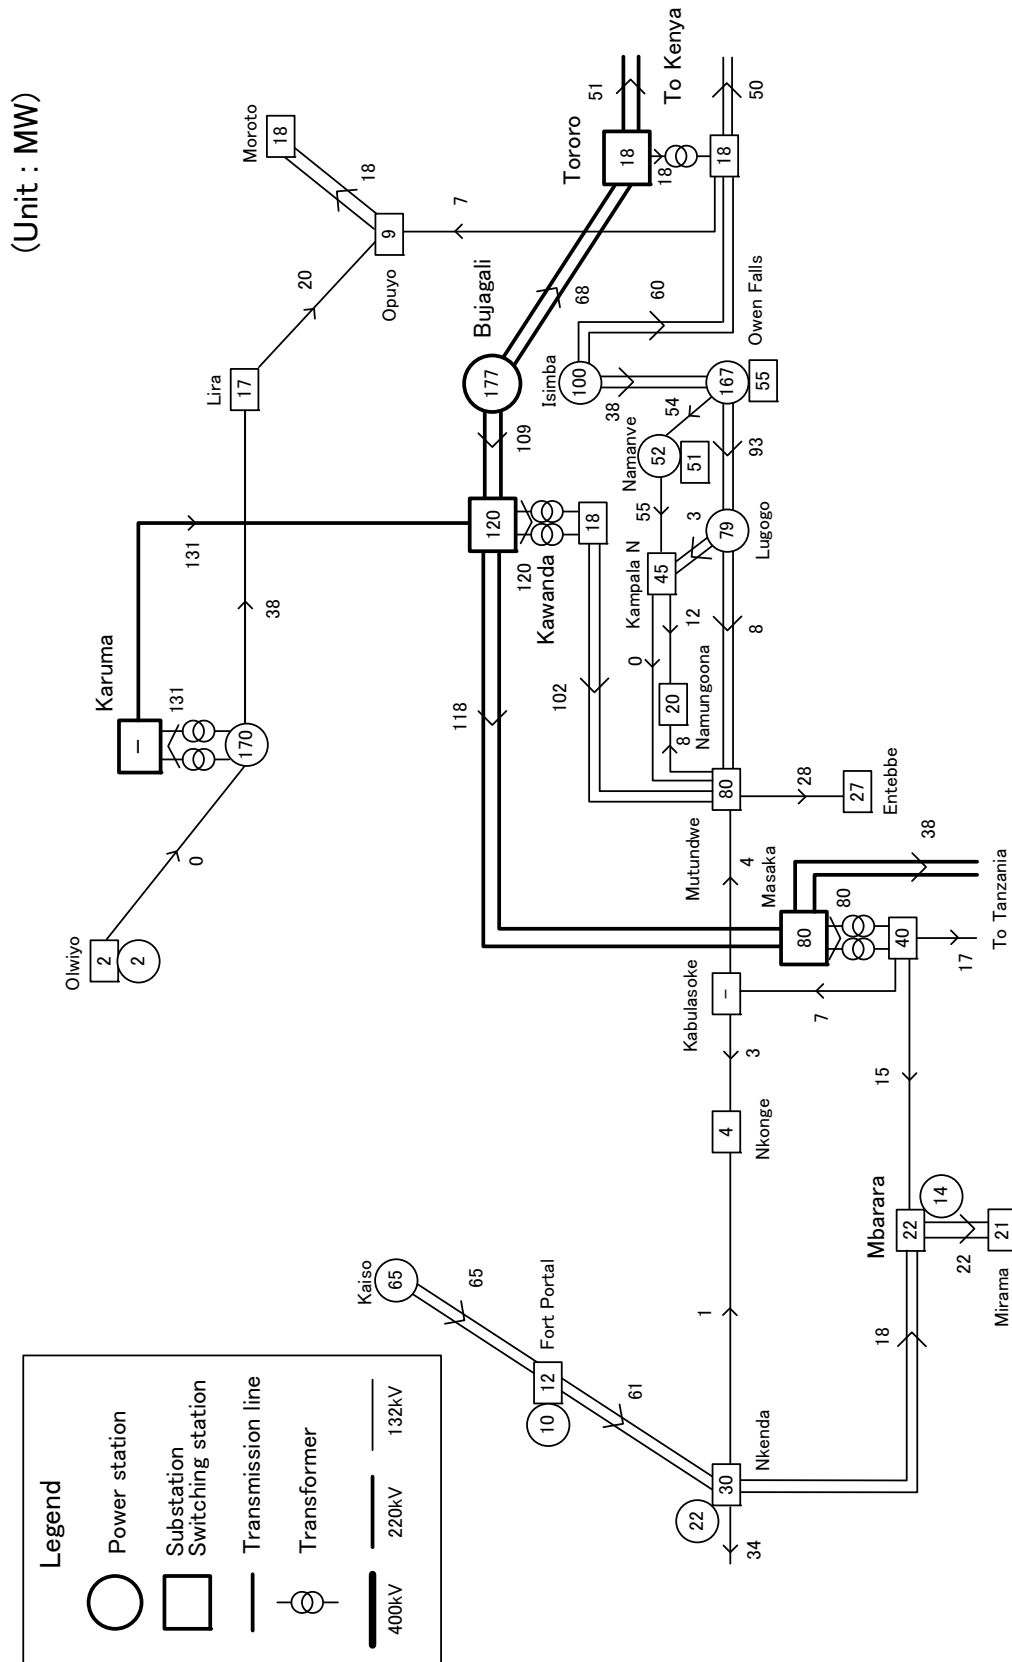 (Unit : MW)
Moroto
18
18
9
Opuyo
7
20
Lira
17
38
Karuma
–
131
131
170
0
Olwiyo
2
2
Tororo
18
51
To Kenya
18
18
50
Bujagali
177
68
109
120
120
Kawanda
18
102
118
Isimba
100
60
38
Owen Falls
167
55
54
93
Namanve
52
51
55
3
Lugogo
79
Kampala N
45
12
0
8
Namungoona
20
8
Mutundwe
80
28
27
Entebbe
4
Masaka
80
80
38
40
17
To Tanzania
Kabulasoke
–
7
3
15
4
Nkonge
1
Mbarara
22
14
22
21
Mirama
18
Kaiso
65
65
Fort Portal
12
10
61
Nkenda
30
22
34
Legend
Power station
Substation
Switching station
Transmission line
Transformer
400kV
220kV
132kV